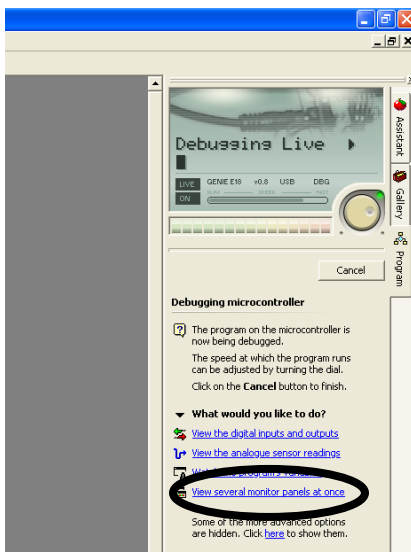 Debugging Live
LIVE
GENIE E18 v0.8 USB DBG
SLOW SPEED FAST
ON
Assistant
Gallery
Program
Cancel
Debugging microcontroller
The program on the microcontroller is
now being debugged.
The speed at which the program runs
can be adjusted by turning the dial.
Click on the Cancel button to finish.
What would you like to do?
View the digital inputs and outputs
View the analogue sensor readings
View several monitor panels at once
Some of the more advanced options
are hidden. Click here to show them.